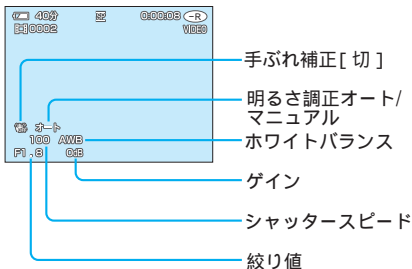 40分 0:00:08 -R
0002 VIDEO
手ぶれ補正[ 切 ]
明るさ調正オート/
マニュアル
オート
100 AWB
ホワイトバランス
F1.8 0dB
ゲイン
シャッタースピード
絞り値